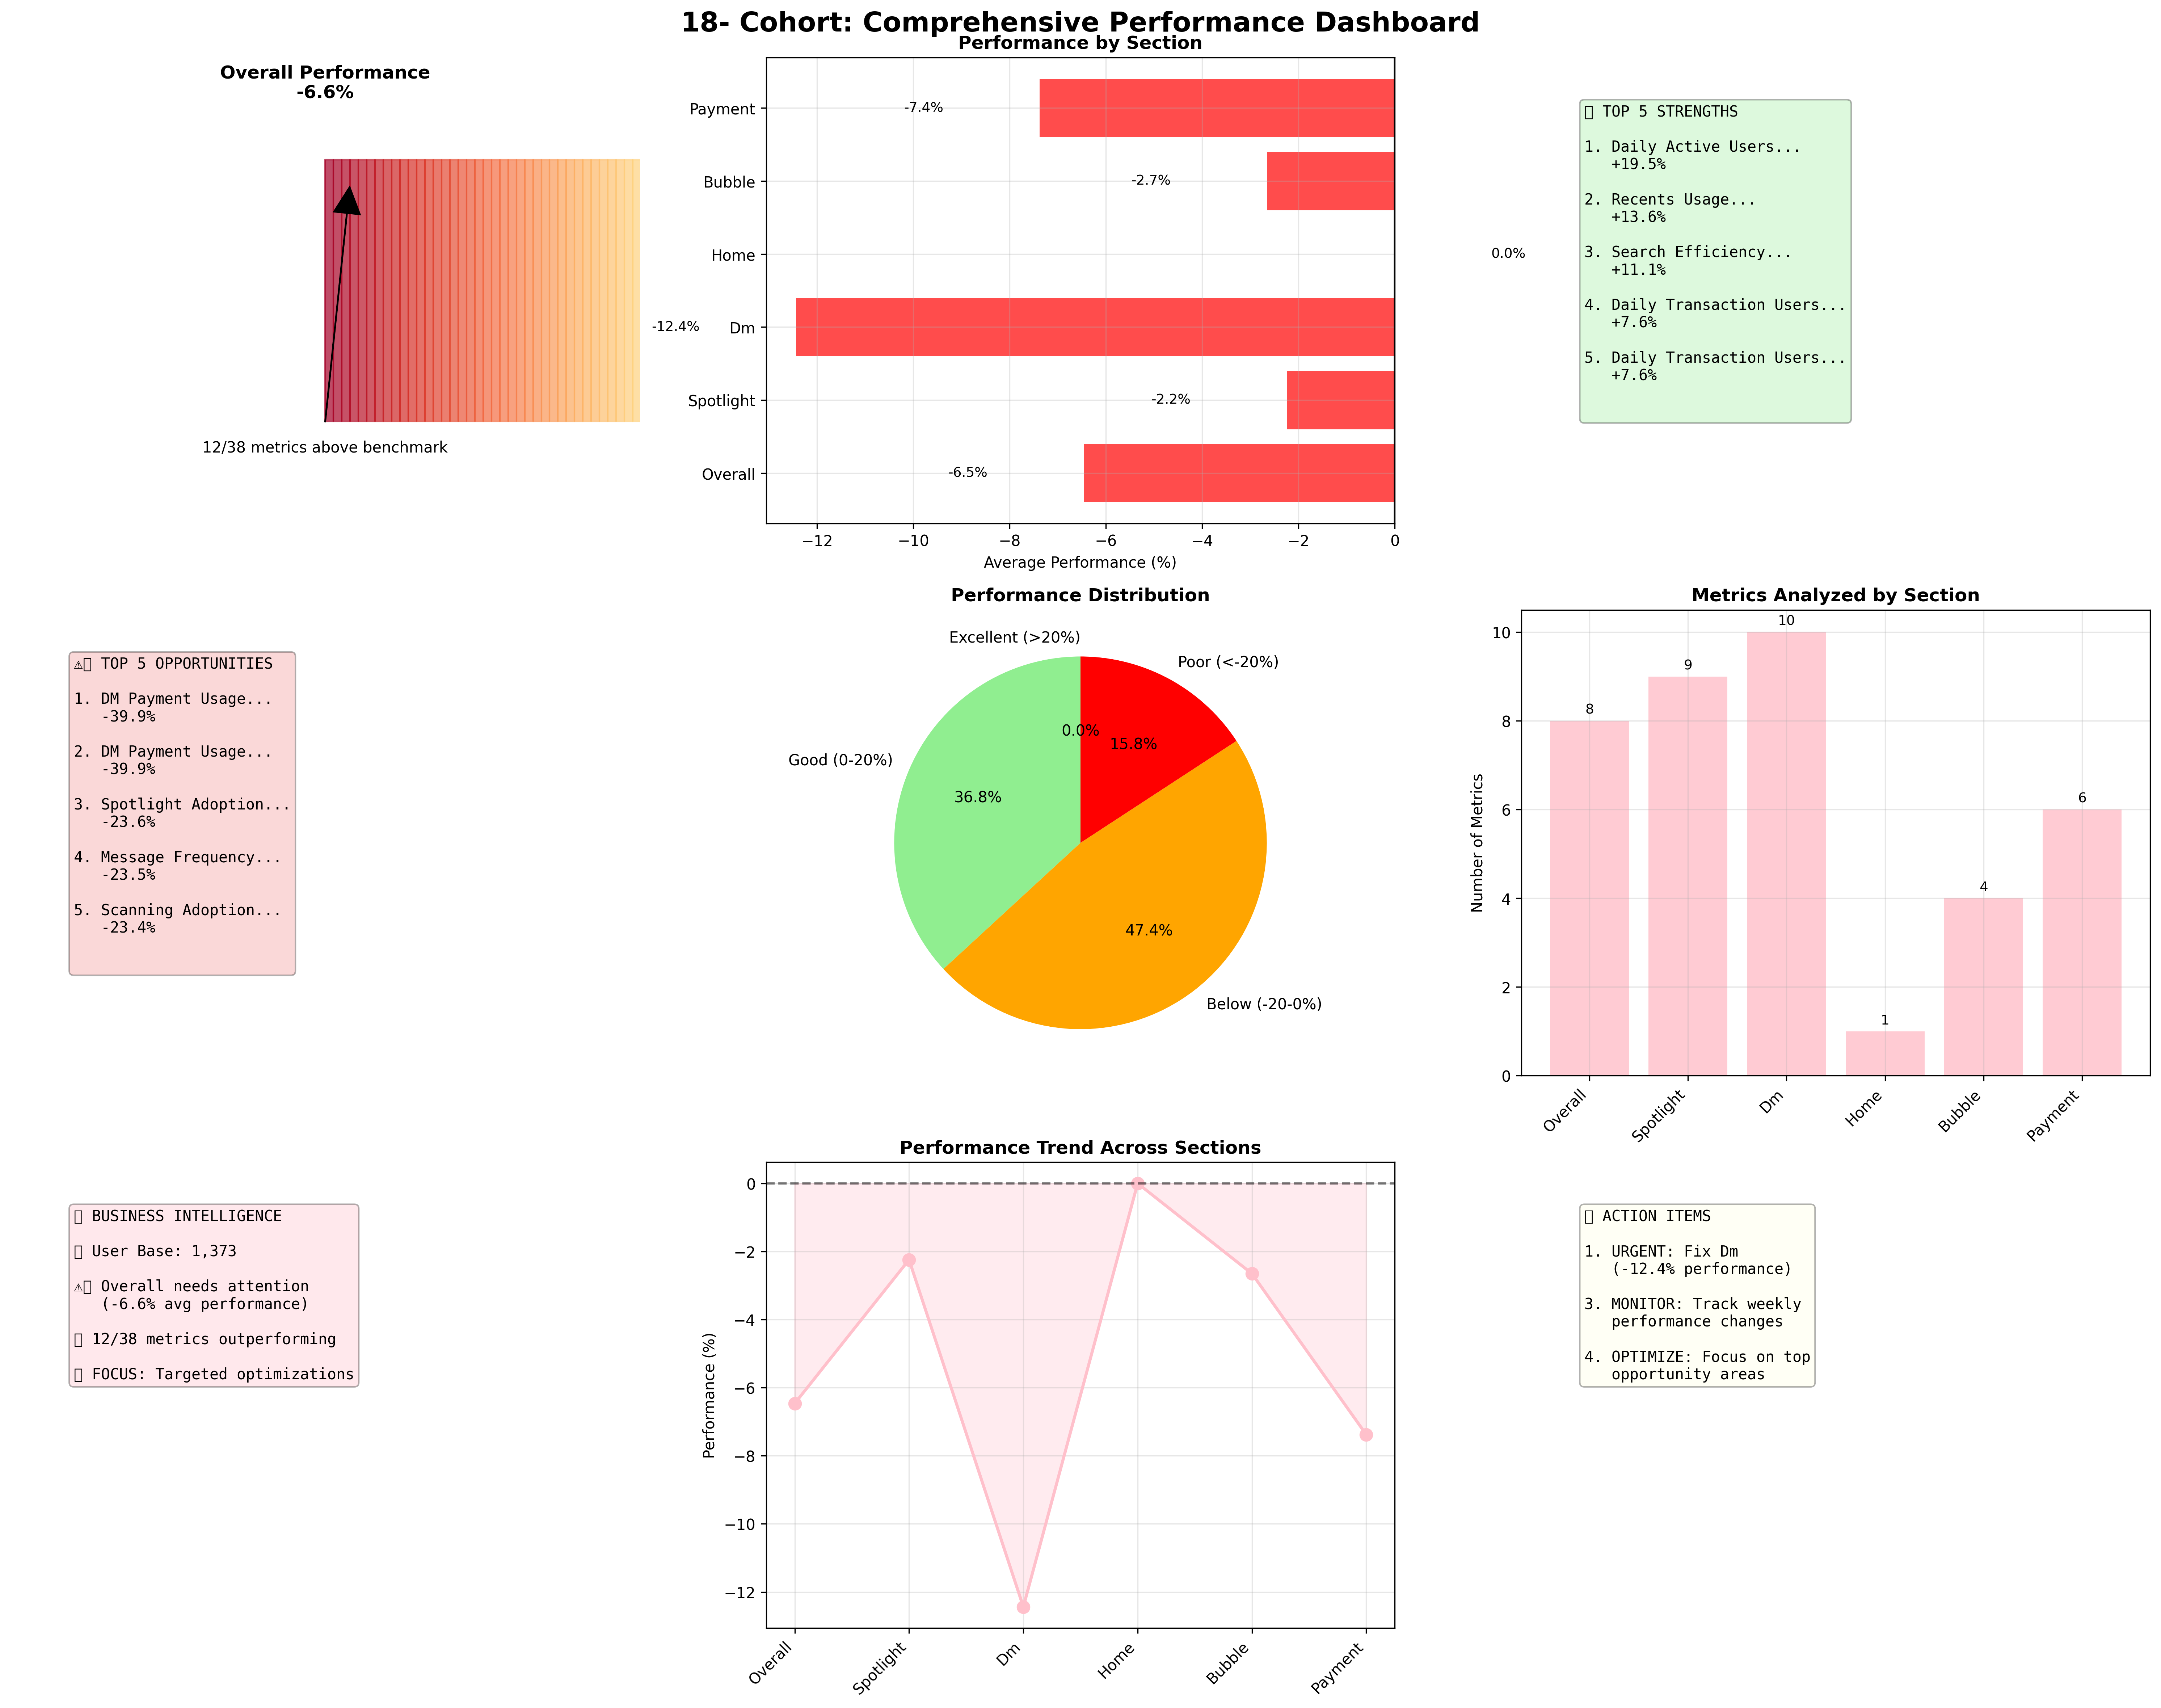 18- Cohort: Comprehensive Performance Dashboard
Overall Performance
-6.6%
12/38 metrics above benchmark
Performance by Section
Payment
-7.4%
Bubble
-2.7%
Home
0.0%
Dm
-12.4%
Spotlight
-2.2%
Overall
-6.5%
−12 −10 −8 −6 −4 −2 0
Average Performance (%)
TOP 5 STRENGTHS
1. Daily Active Users...
+19.5%
2. Recents Usage...
+13.6%
3. Search Efficiency...
+11.1%
4. Daily Transaction Users...
+7.6%
5. Daily Transaction Users...
+7.6%
⚠ TOP 5 OPPORTUNITIES
1. DM Payment Usage...
-39.9%
2. DM Payment Usage...
-39.9%
3. Spotlight Adoption...
-23.6%
4. Message Frequency...
-23.5%
5. Scanning Adoption...
-23.4%
Performance Distribution
Excellent (>20%)
0.0%
Poor (<-20%)
15.8%
Good (0-20%)
36.8%
47.4%
Below (-20-0%)
Metrics Analyzed by Section
Number of Metrics
10
8
6
4
2
0
8
9
10
1
4
6
Overall
Spotlight
Dm
Home
Bubble
Payment
BUSINESS INTELLIGENCE
User Base: 1,373
⚠ Overall needs attention
(-6.6% avg performance)
12/38 metrics outperforming
FOCUS: Targeted optimizations
Performance Trend Across Sections
Performance (%)
0
−2
−4
−6
−8
−10
−12
Overall
Spotlight
Dm
Home
Bubble
Payment
ACTION ITEMS
1. URGENT: Fix Dm
(-12.4% performance)
3. MONITOR: Track weekly
performance changes
4. OPTIMIZE: Focus on top
opportunity areas